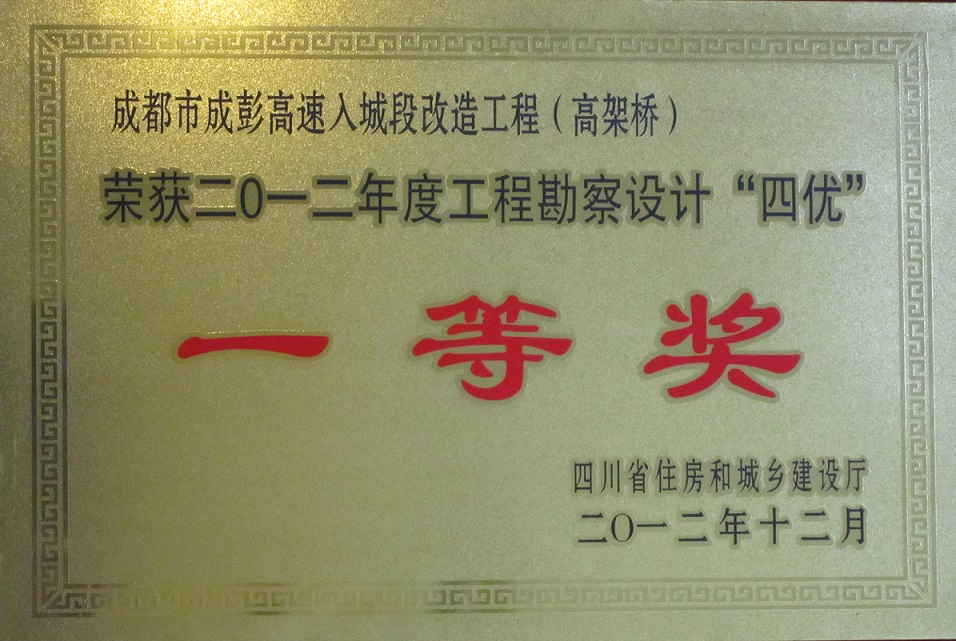 成都市成彭高速入城段改造工程（高架桥）
荣获二〇一二年度工程勘察设计“四优”
一等奖
四川省住房和城乡建设厅
二〇一二年十二月